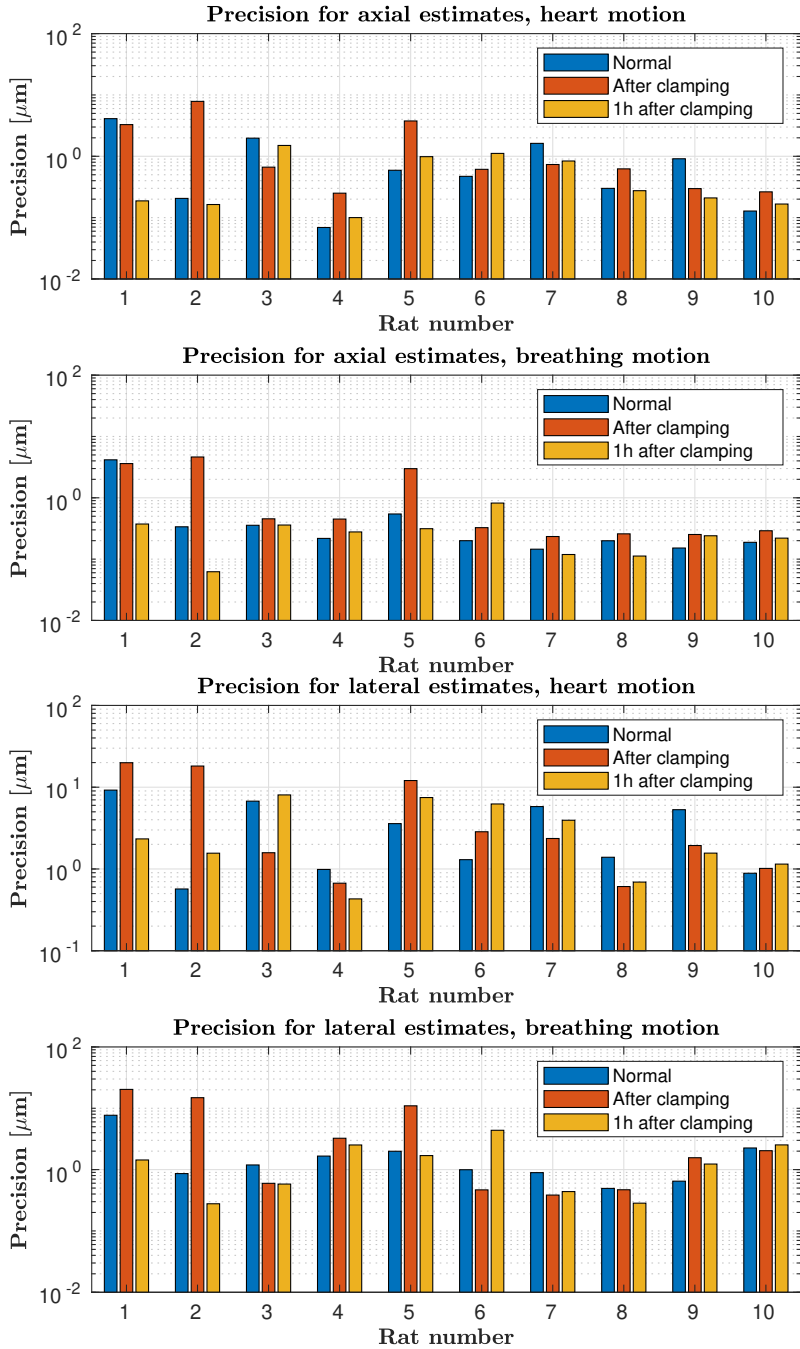 Precision for axial estimates, heart motion
Normal
After clamping
1h after clamping
Precision [μm]
10^2
10^0
10^-2
1 2 3 4 5 6 7 8 9 10
Rat number
Precision for axial estimates, breathing motion
Normal
After clamping
1h after clamping
Precision [μm]
10^2
10^0
10^-2
1 2 3 4 5 6 7 8 9 10
Rat number
Precision for lateral estimates, heart motion
Normal
After clamping
1h after clamping
Precision [μm]
10^2
10^1
10^0
10^-1
1 2 3 4 5 6 7 8 9 10
Rat number
Precision for lateral estimates, breathing motion
Normal
After clamping
1h after clamping
Precision [μm]
10^2
10^0
10^-2
1 2 3 4 5 6 7 8 9 10
Rat number